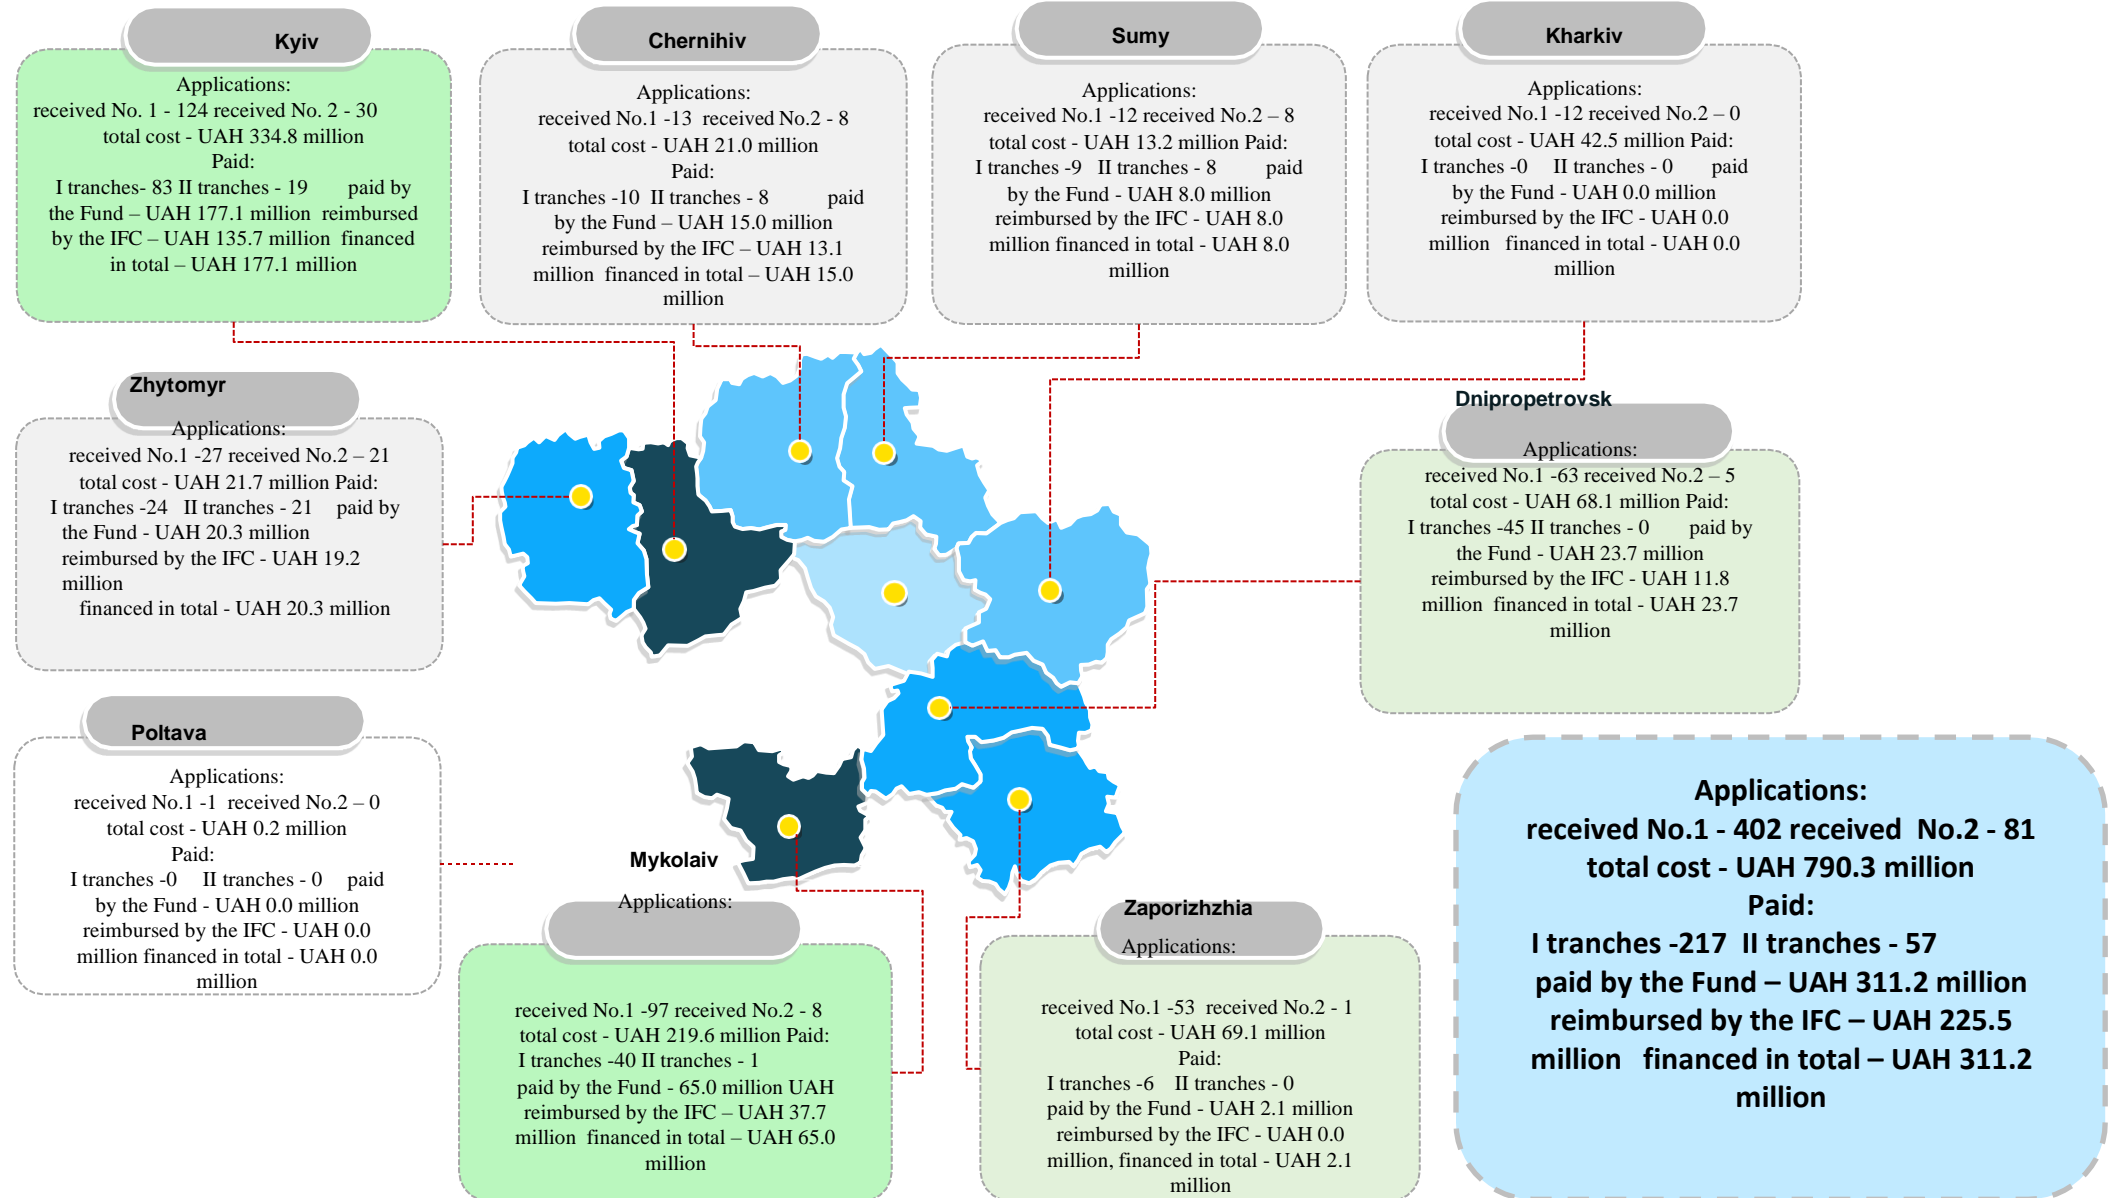 Kyiv
Applications:
received No. 1 - 124 received No. 2 - 30
total cost - UAH 334.8 million
Paid:
I tranches- 83 II tranches - 19 paid by
the Fund – UAH 177.1 million reimbursed
by the IFC – UAH 135.7 million financed
in total – UAH 177.1 million
Chernihiv
Applications:
received No.1 -13 received No.2 - 8
total cost - UAH 21.0 million
Paid:
I tranches -10 II tranches - 8 paid
by the Fund – UAH 15.0 million
reimbursed by the IFC – UAH 13.1
million financed in total – UAH 15.0
million
Sumy
Applications:
received No.1 -12 received No.2 – 8
total cost - UAH 13.2 million Paid:
I tranches -9 II tranches - 8 paid
by the Fund - UAH 8.0 million
reimbursed by the IFC - UAH 8.0
million financed in total - UAH 8.0
million
Kharkiv
Applications:
received No.1 -12 received No.2 – 0
total cost - UAH 42.5 million Paid:
I tranches -0 II tranches - 0 paid
by the Fund - UAH 0.0 million
reimbursed by the IFC - UAH 0.0
million financed in total - UAH 0.0
million
Zhytomyr
Applications:
received No.1 -27 received No.2 – 21
total cost - UAH 21.7 million Paid:
I tranches -24 II tranches - 21 paid by
the Fund - UAH 20.3 million
reimbursed by the IFC - UAH 19.2
million
financed in total - UAH 20.3 million
Dnipropetrovsk
Applications:
received No.1 -63 received No.2 – 5
total cost - UAH 68.1 million Paid:
I tranches -45 II tranches - 0 paid by
the Fund - UAH 23.7 million
reimbursed by the IFC - UAH 11.8
million financed in total - UAH 23.7
million
Poltava
Applications:
received No.1 -1 received No.2 – 0
total cost - UAH 0.2 million
Paid:
I tranches -0 II tranches - 0 paid
by the Fund - UAH 0.0 million
reimbursed by the IFC - UAH 0.0
million financed in total - UAH 0.0
million
Mykolaiv
Applications:
received No.1 -97 received No.2 - 8
total cost - UAH 219.6 million Paid:
I tranches -40 II tranches - 1
paid by the Fund - 65.0 million UAH
reimbursed by the IFC – UAH 37.7
million financed in total – UAH 65.0
million
Zaporizhzhia
Applications:
received No.1 -53 received No.2 - 1
total cost - UAH 69.1 million
Paid:
I tranches -6 II tranches - 0
paid by the Fund - UAH 2.1 million
reimbursed by the IFC - UAH 0.0
million, financed in total - UAH 2.1
million
Applications:
received No.1 - 402 received No.2 - 81
total cost - UAH 790.3 million
Paid:
I tranches -217 II tranches - 57
paid by the Fund – UAH 311.2 million
reimbursed by the IFC – UAH 225.5
million financed in total – UAH 311.2
million